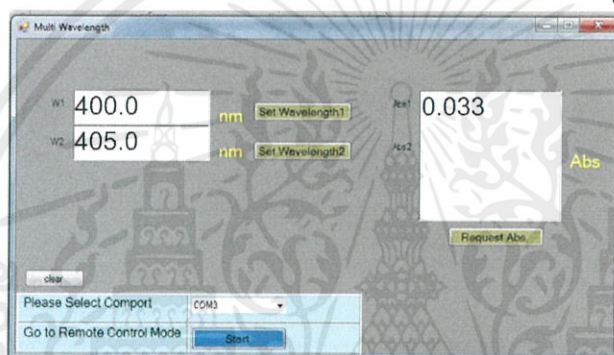 Multi Wavelength
W1 400.0 nm Set Wavelength1
W2 405.0 nm Set Wavelength2
Abs1 0.033
Abs2
Abs
Request Abs
clear
Please Select Comport COM3
Go to Remote Control Mode Start